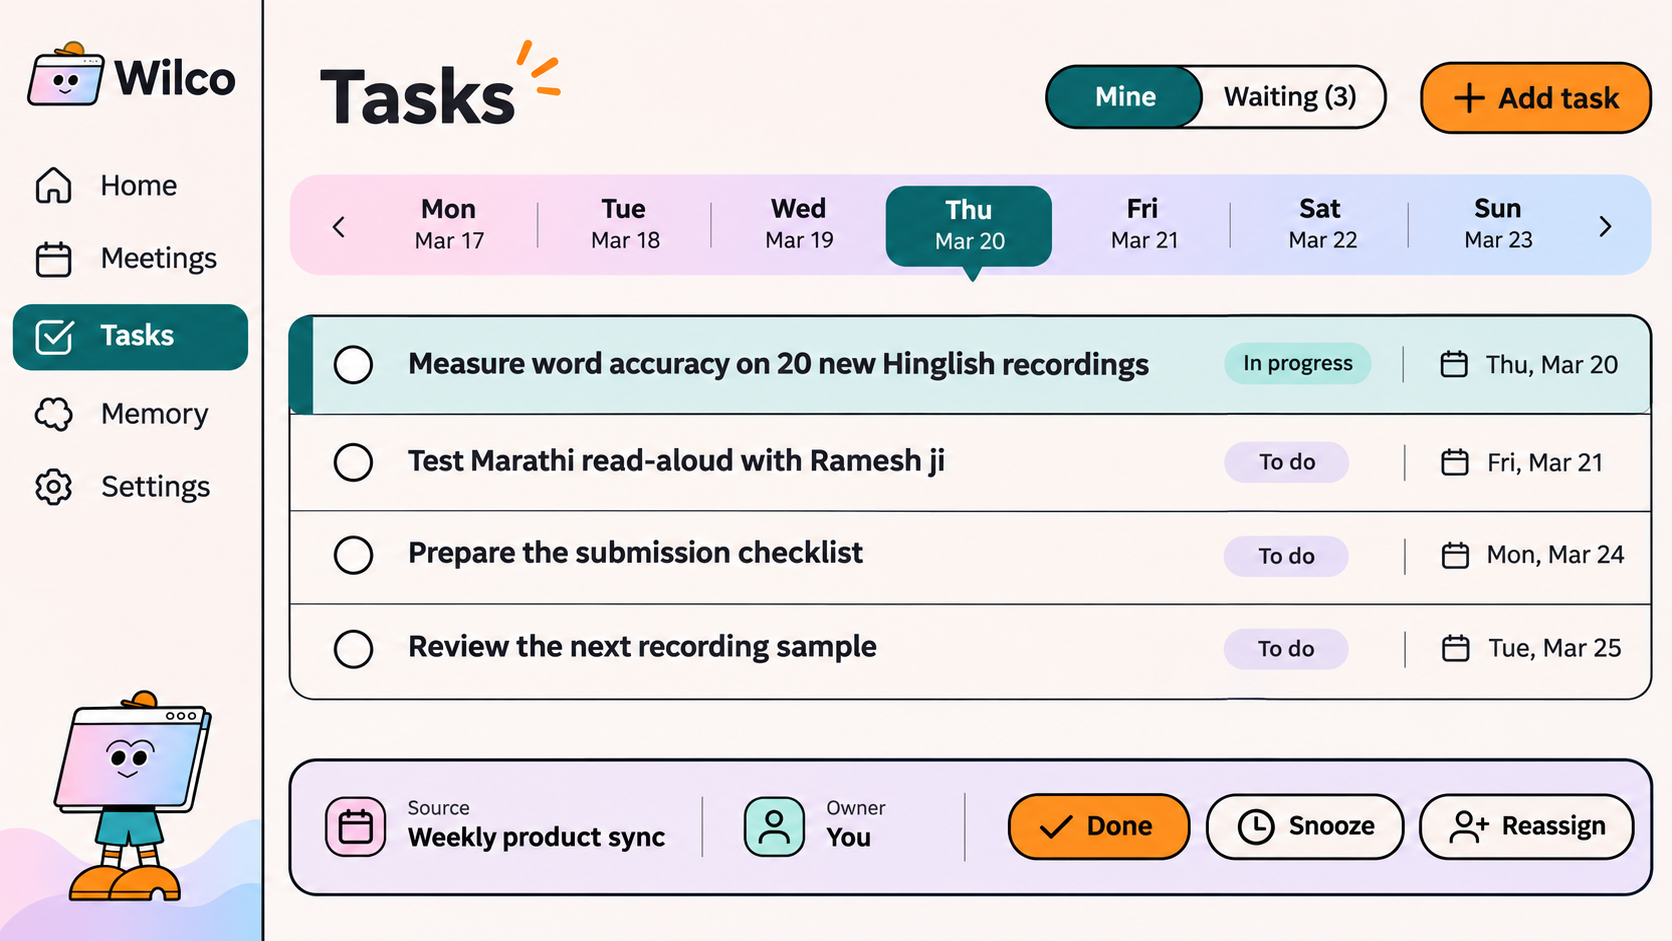 Wilco
Home
Meetings
Tasks
Memory
Settings
Tasks
Mine
Waiting (3)
+ Add task
Mon
Mar 17
Tue
Mar 18
Wed
Mar 19
Thu
Mar 20
Fri
Mar 21
Sat
Mar 22
Sun
Mar 23
Measure word accuracy on 20 new Hinglish recordings
In progress
Thu, Mar 20
Test Marathi read-aloud with Ramesh ji
To do
Fri, Mar 21
Prepare the submission checklist
To do
Mon, Mar 24
Review the next recording sample
To do
Tue, Mar 25
Source
Weekly product sync
Owner
You
Done
Snooze
Reassign